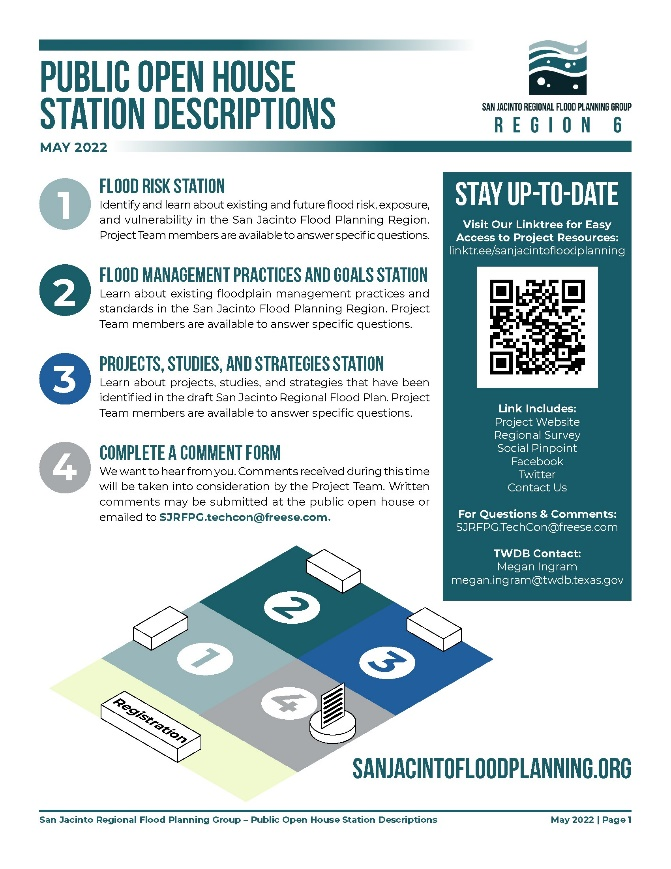 PUBLIC OPEN HOUSE
STATION DESCRIPTIONS
MAY 2022
SAN JACINTO REGIONAL FLOOD PLANNING GROUP
REGION 6
1
FLOOD RISK STATION
Identify and learn about existing and future flood risk, exposure,
and vulnerability in the San Jacinto Flood Planning Region.
Project Team members are available to answer specific questions.
2
FLOOD MANAGEMENT PRACTICES AND GOALS STATION
Learn about existing floodplain management practices and
standards in the San Jacinto Flood Planning Region. Project
Team members are available to answer specific questions.
3
PROJECTS, STUDIES, AND STRATEGIES STATION
Learn about projects, studies, and strategies that have been
identified in the draft San Jacinto Regional Flood Plan. Project
Team members are available to answer specific questions.
4
COMPLETE A COMMENT FORM
We want to hear from you. Comments received during this time
will be taken into consideration by the Project Team. Written
comments may be submitted at the public open house or
emailed to SJRFPG.techcon@freese.com.
STAY UP-TO-DATE
Visit Our Linktree for Easy
Access to Project Resources:
linktr.ee/sanjacintofloodplanning
Link Includes:
Project Website
Regional Survey
Social Pinpoint
Facebook
Twitter
Contact Us
For Questions & Comments:
SJRFPG.TechCon@freese.com
TWDB Contact:
Megan Ingram
megan.ingram@twdb.texas.gov
2
1
3
4
Registration
SANJACINTOFLOODPLANNING.ORG
San Jacinto Regional Flood Planning Group – Public Open House Station Descriptions
May 2022 | Page 1